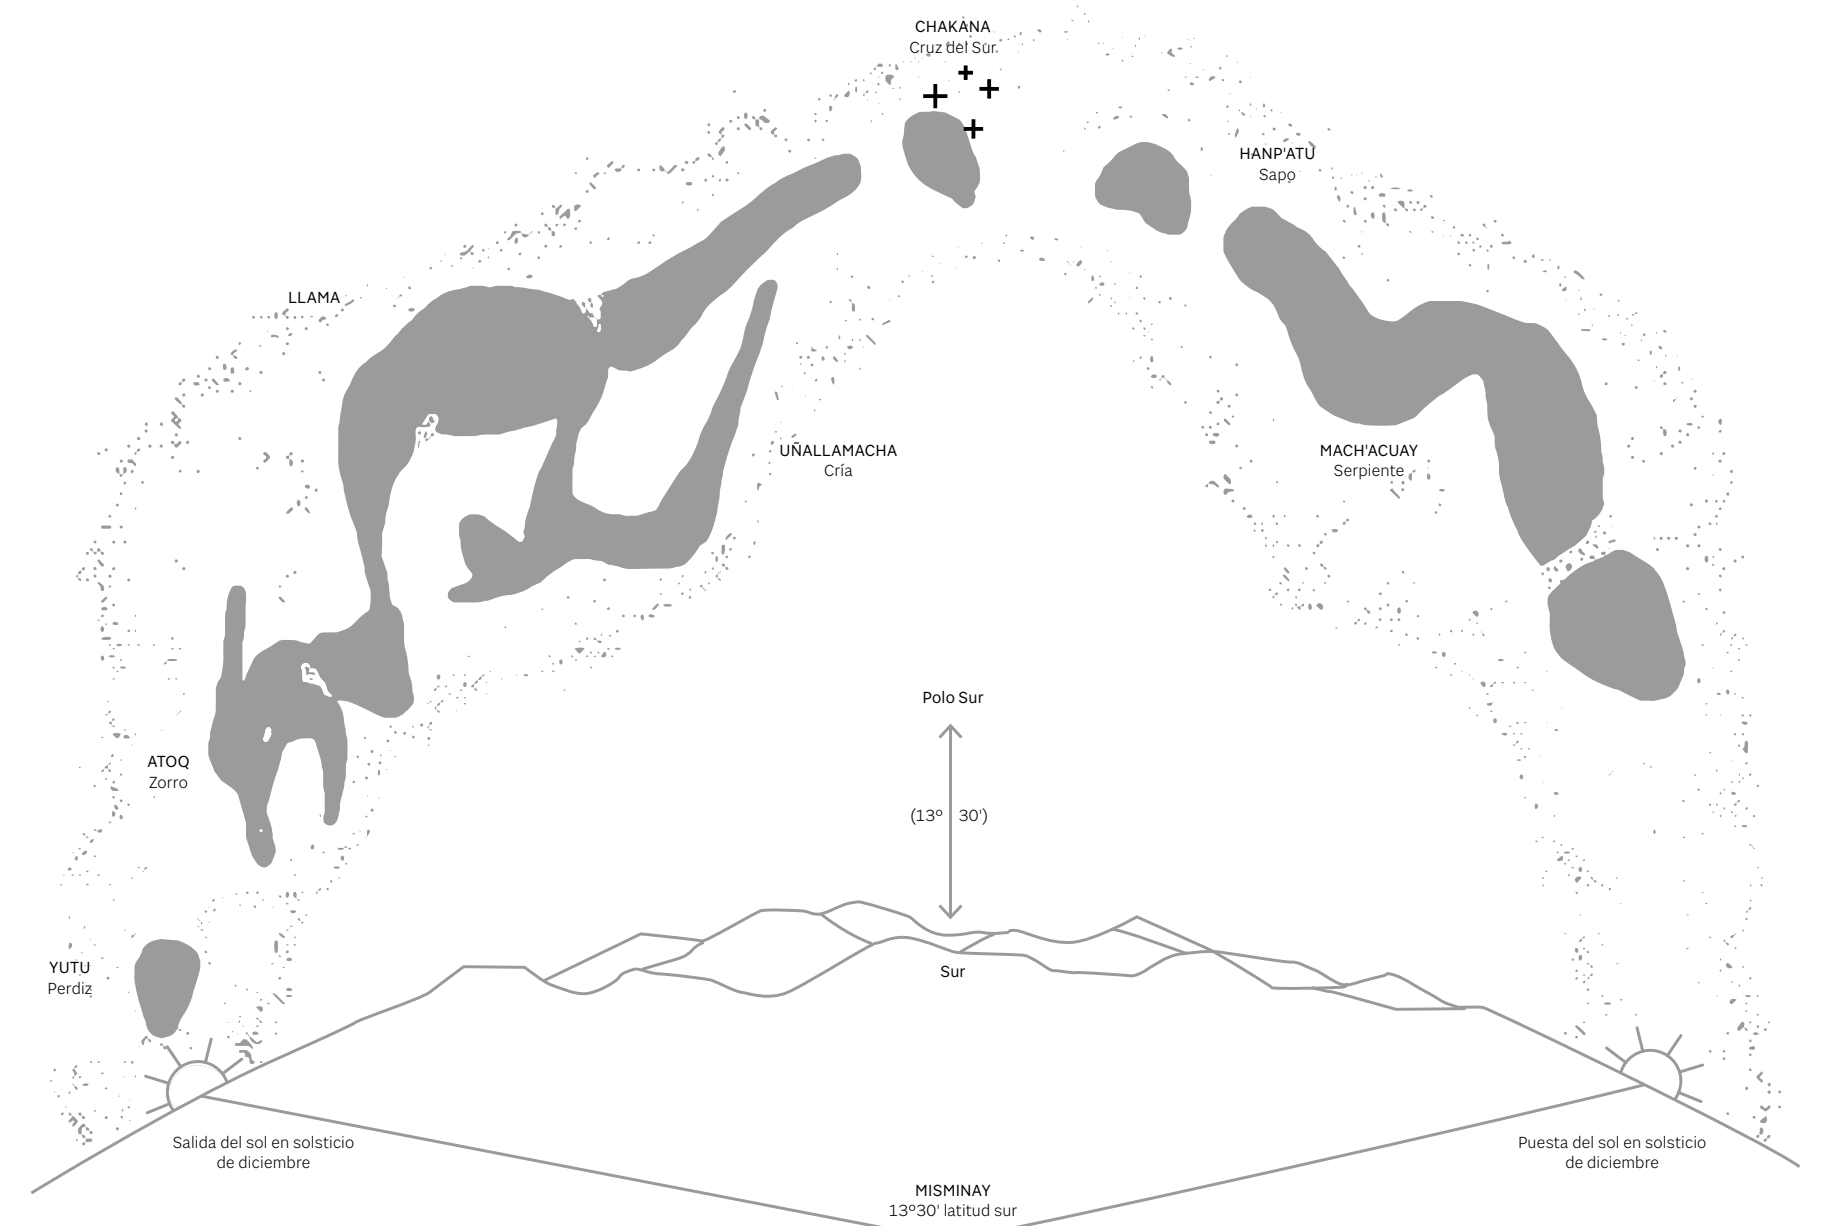 CHAKANA
Cruz del Sur
HANP'ATU
Sapo
LLAMA
UÑALLAMACHA
Cría
MACH'ACUAY
Serpiente
Polo Sur
ATOQ
Zorro
(13º 30')
YUTU
Perdiz
Sur
Salida del sol en solsticio
de diciembre
Puesta del sol en solsticio
de diciembre
MISMINAY
13º30' latitud sur